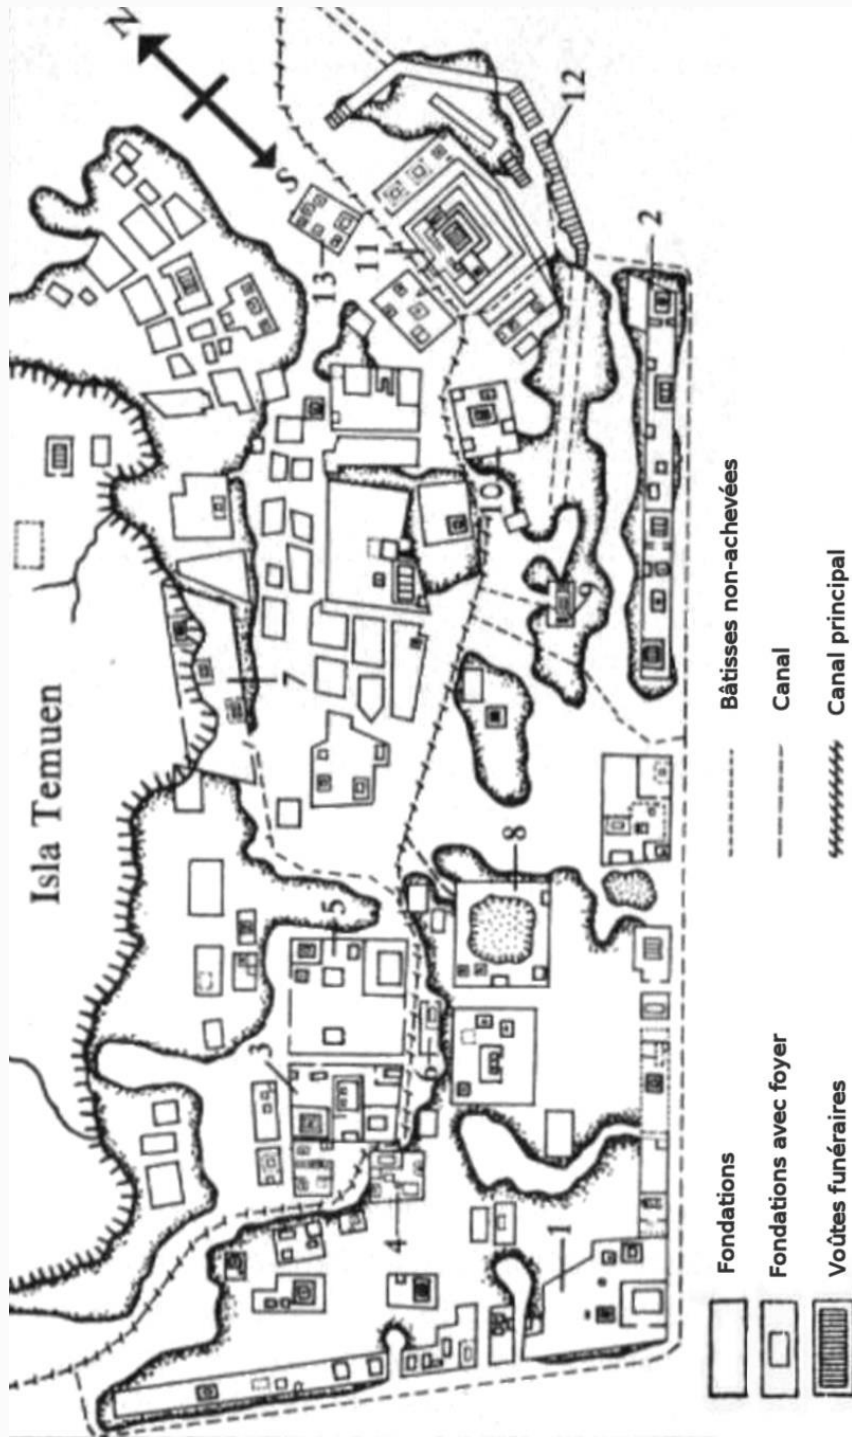 N
S
12
2
13
11
10
9
7
Isla Temuen
8
5
3
4
1
Bâtisses non-achevées
Canal
Canal principal
Fondations
Fondations avec foyer
Voûtes funéraires